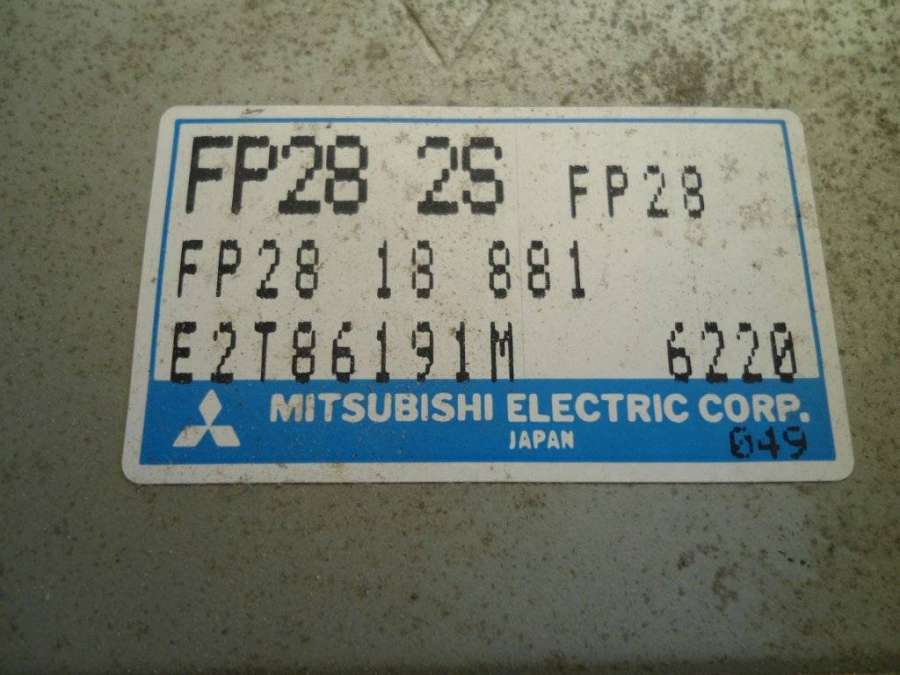 FP28 2S FP28
FP28 18 881
E2T86191M 6220
MITSUBISHI ELECTRIC CORP.
JAPAN 049